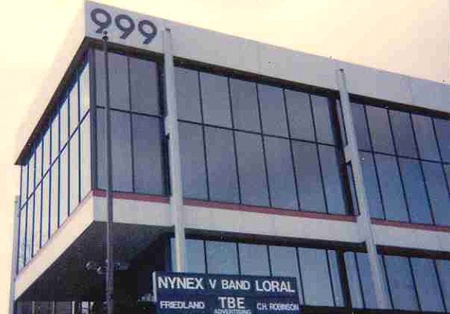 999
NYNEX V BAND LORAL
FRIEDLAND TBE C.H. ROBINSON
ADVERTISING